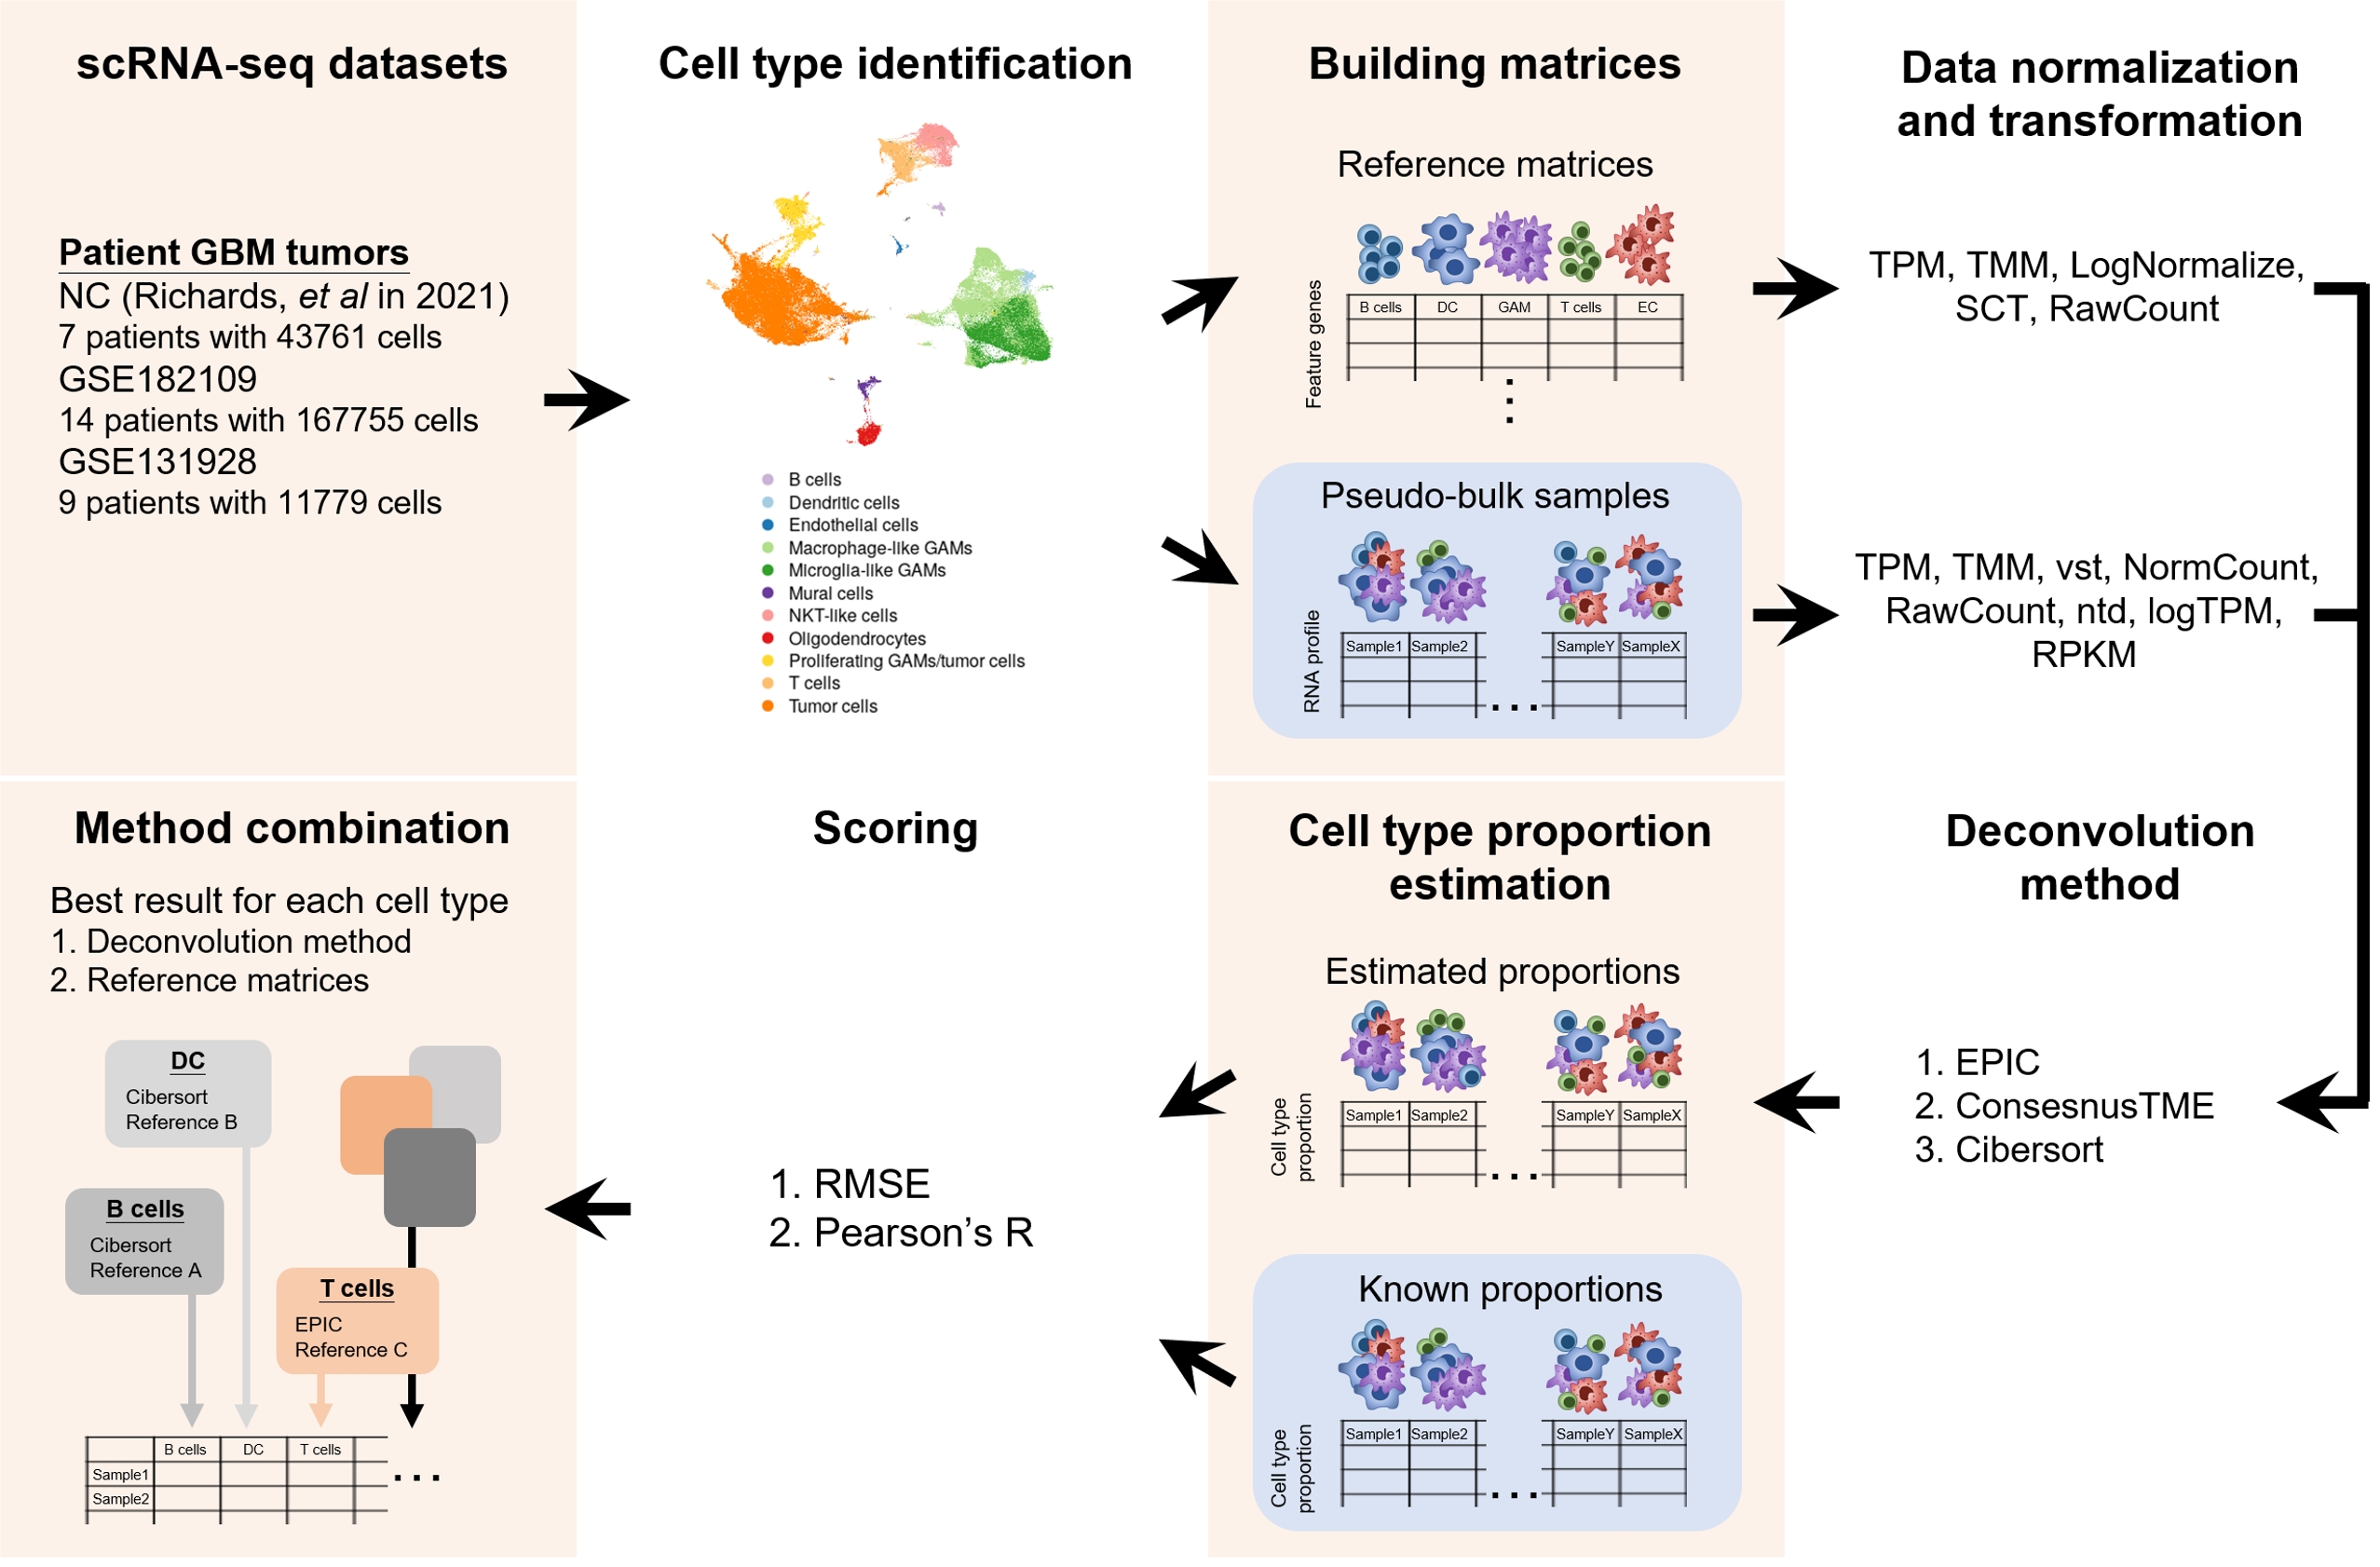 scRNA-seq datasets
Patient GBM tumors
NC (Richards, et al in 2021)
7 patients with 43761 cells
GSE182109
14 patients with 167755 cells
GSE131928
9 patients with 11779 cells
Cell type identification
B cells
Dendritic cells
Endothelial cells
Macrophage-like GAMs
Microglia-like GAMs
Mural cells
NKT-like cells
Oligodendrocytes
Proliferating GAMs/tumor cells
T cells
Tumor cells
Building matrices
Reference matrices
Feature genes
B cells DC GAM T cells EC
Pseudo-bulk samples
RNA profile
Sample1 Sample2 ... SampleY SampleX
Data normalization
and transformation
TPM, TMM, LogNormalize,
SCT, RawCount
TPM, TMM, vst, NormCount,
RawCount, ntd, logTPM,
RPKM
Deconvolution
method
1. EPIC
2. ConsesnusTME
3. Cibersort
Cell type proportion
estimation
Estimated proportions
Cell type
proportion
Sample1 Sample2 ... SampleY SampleX
Known proportions
Cell type
proportion
Sample1 Sample2 ... SampleY SampleX
Scoring
1. RMSE
2. Pearson’s R
Method combination
Best result for each cell type
1. Deconvolution method
2. Reference matrices
DC
Cibersort
Reference B
B cells
Cibersort
Reference A
T cells
EPIC
Reference C
B cells DC T cells
Sample1 ...
Sample2